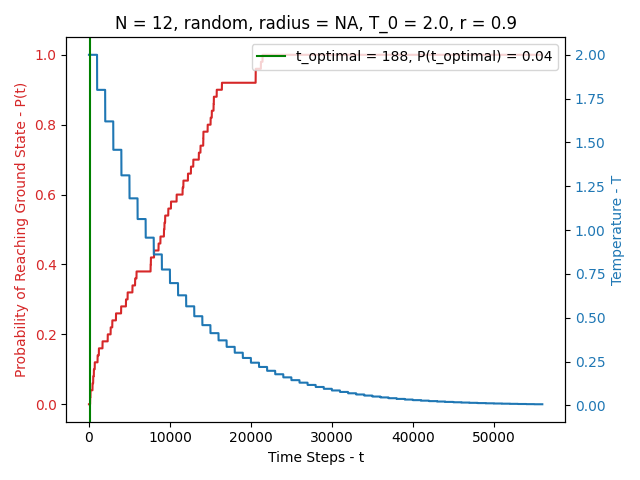 N = 12, random, radius = NA, T_0 = 2.0, r = 0.9
t_optimal = 188, P(t_optimal) = 0.04
Probability of Reaching Ground State - P(t)
1.0
0.8
0.6
0.4
0.2
0.0
2.00
1.75
1.50
1.25
1.00
0.75
0.50
0.25
0.00
Temperature - T
0 10000 20000 30000 40000 50000
Time Steps - t